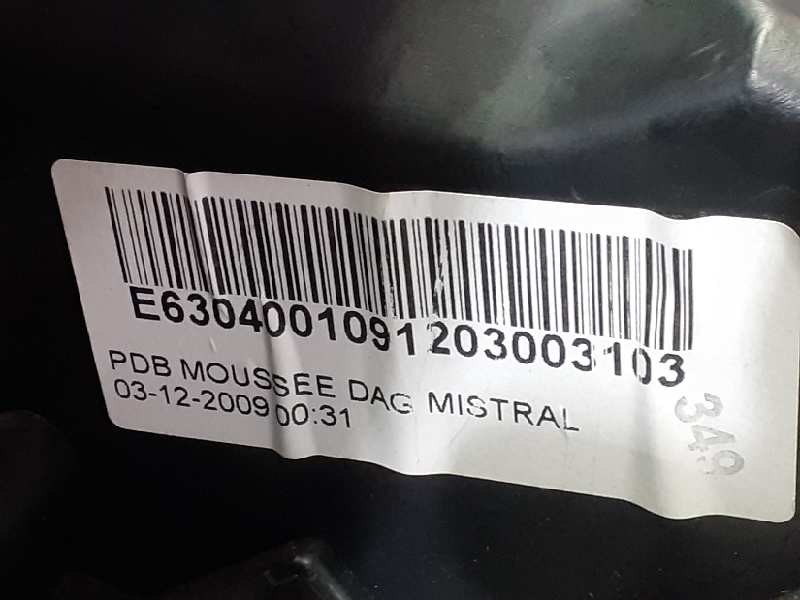 E6304001091203003103
PDB MOUSSEE DAG MISTRAL
03-12-2009 00:31
349